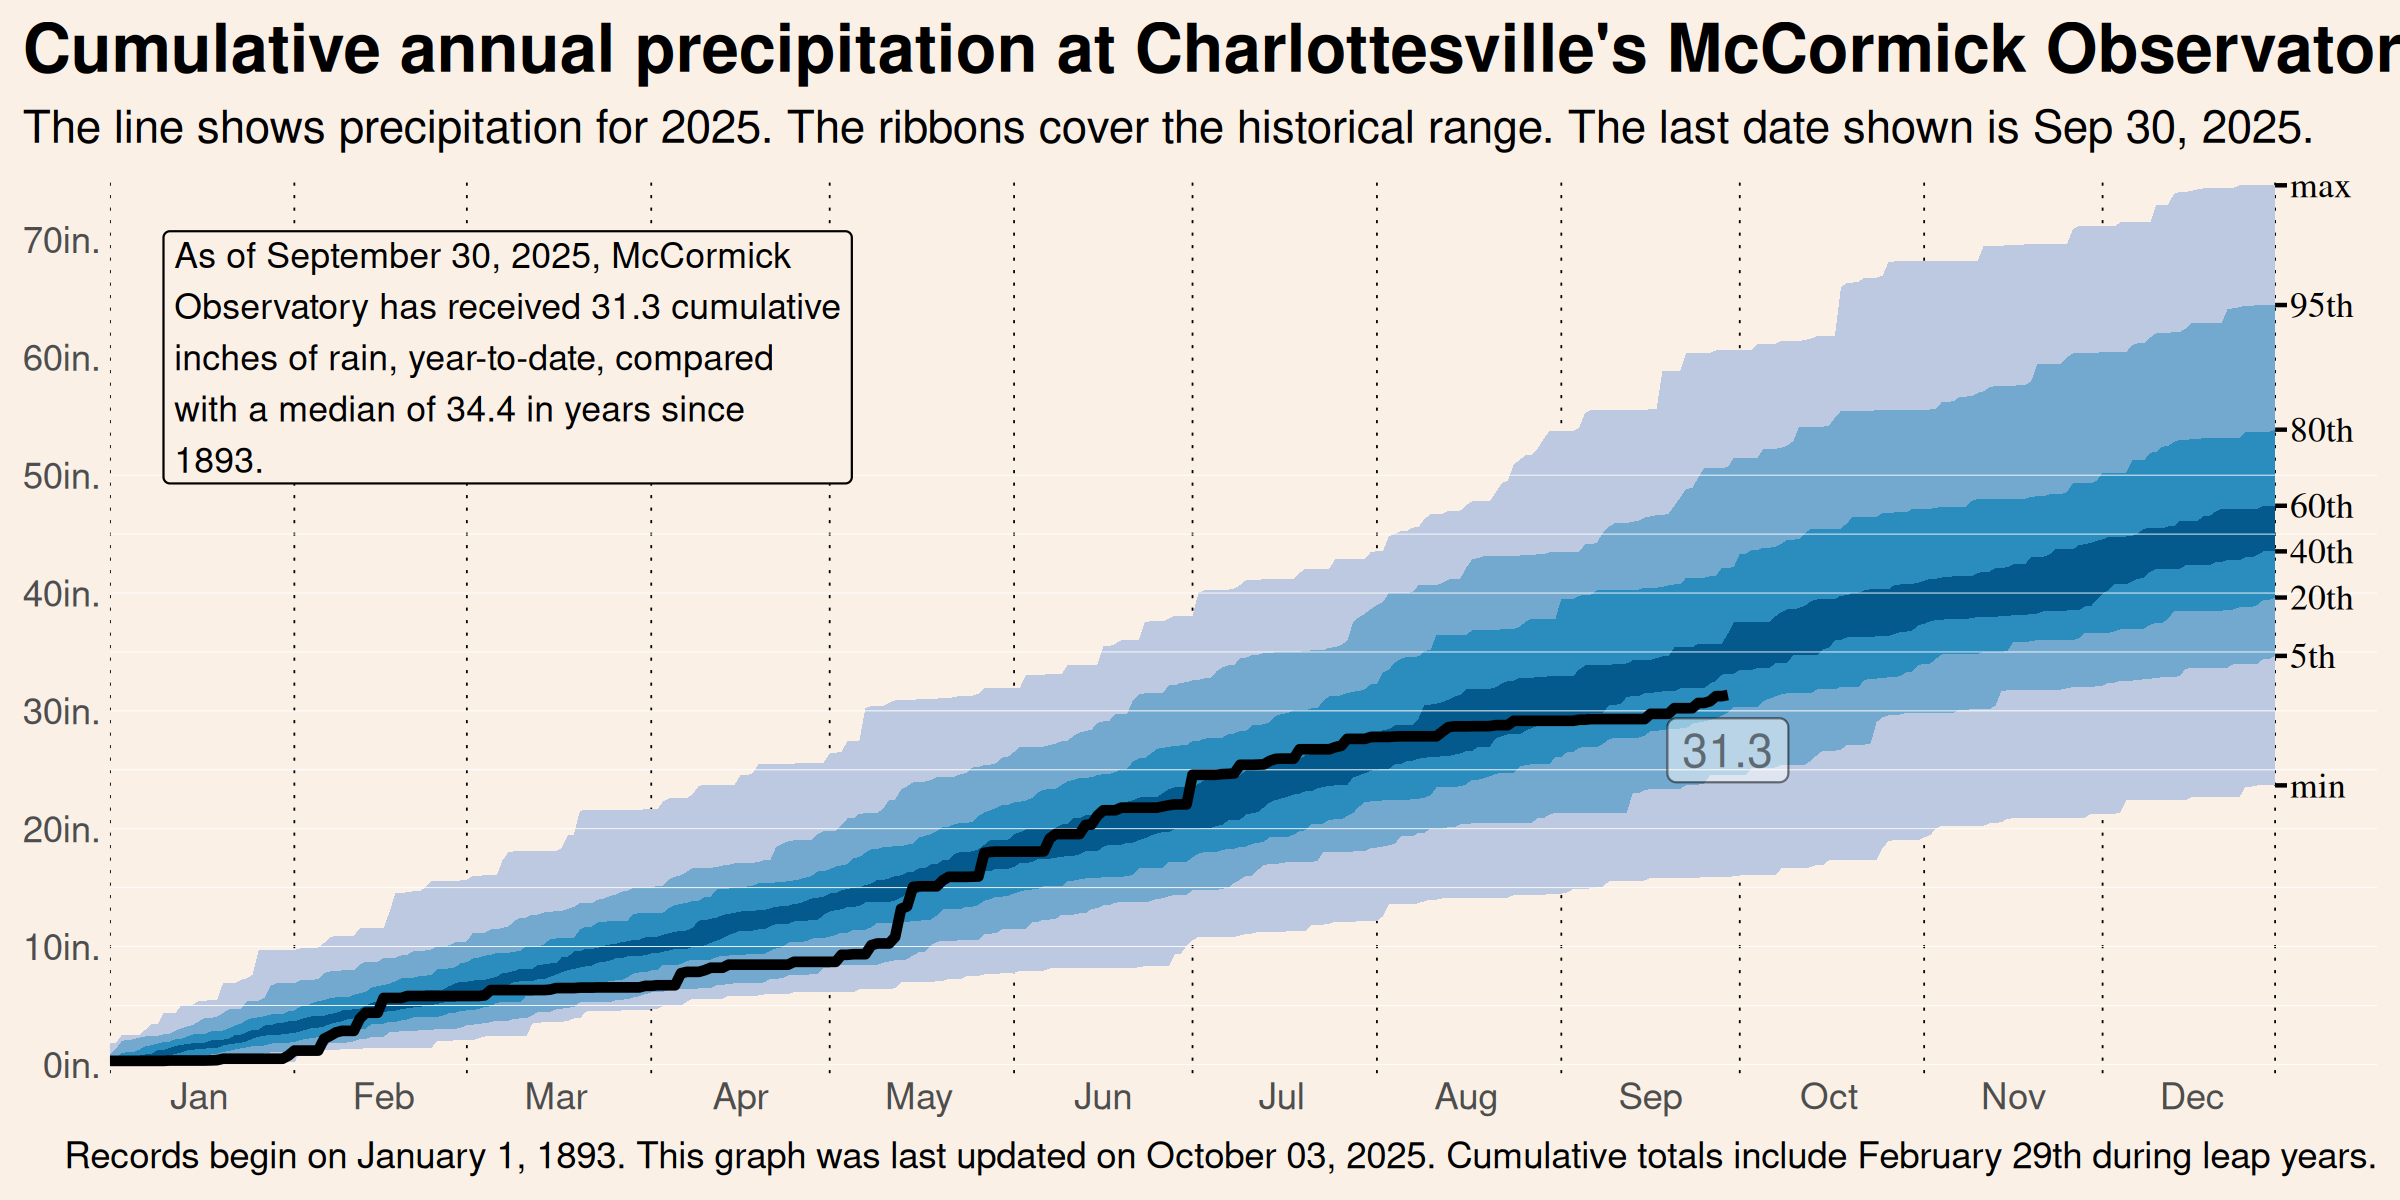 Cumulative annual precipitation at Charlottesville's McCormick Observator
The line shows precipitation for 2025. The ribbons cover the historical range. The last date shown is Sep 30, 2025.
70in.
60in.
50in.
40in.
30in.
20in.
10in.
0in.
As of September 30, 2025, McCormick
Observatory has received 31.3 cumulative
inches of rain, year-to-date, compared
with a median of 34.4 in years since
1893.
31.3
max
95th
80th
60th
40th
20th
5th
min
Jan Feb Mar Apr May Jun Jul Aug Sep Oct Nov Dec
Records begin on January 1, 1893. This graph was last updated on October 03, 2025. Cumulative totals include February 29th during leap years.